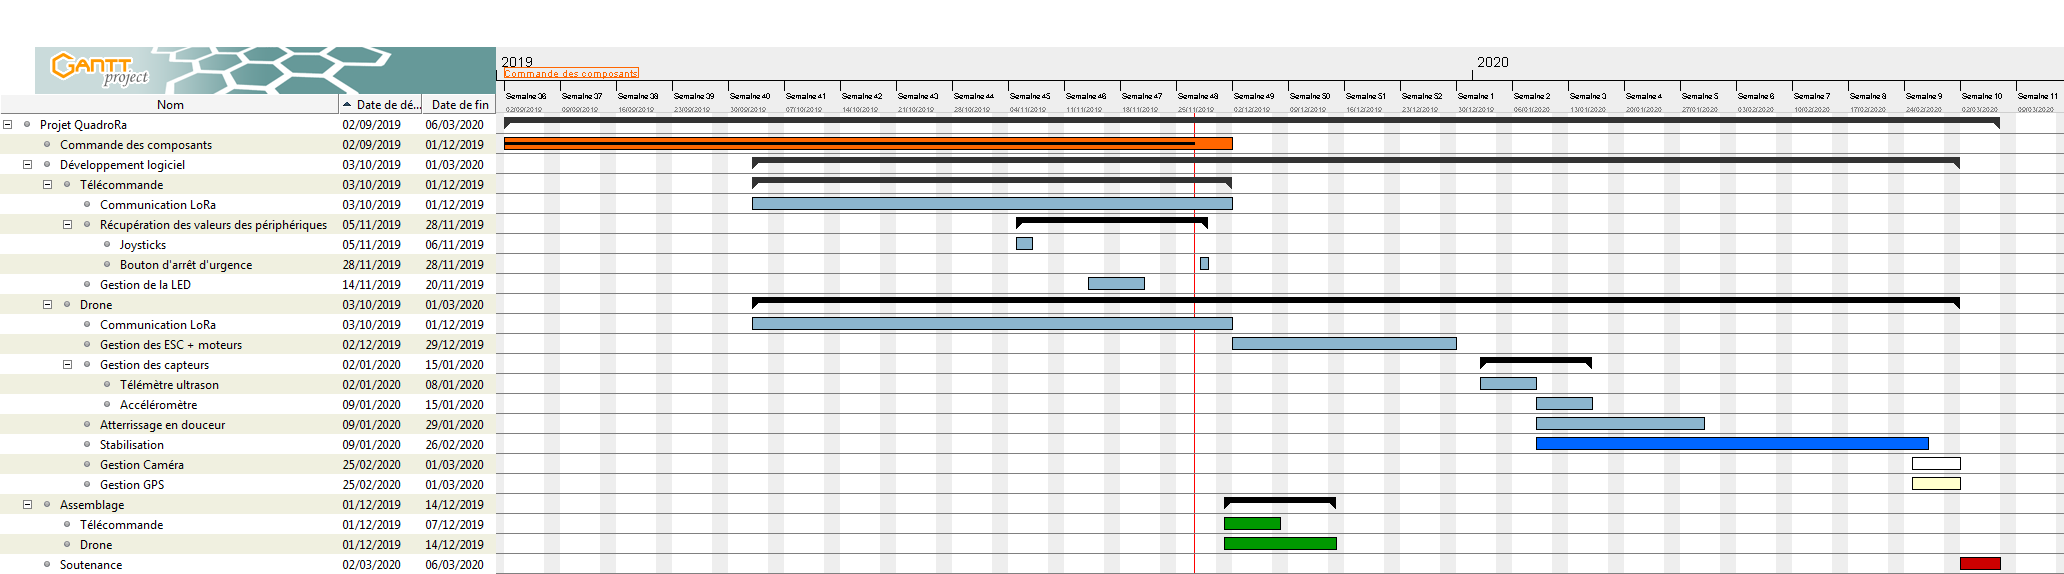 GANTT
project
2019
2020
Commande des composants
Semaine 36 Semaine 37 Semaine 38 Semaine 39 Semaine 40 Semaine 41 Semaine 42 Semaine 43 Semaine 44 Semaine 45 Semaine 46 Semaine 47 Semaine 48 Semaine 49 Semaine 50 Semaine 51 Semaine 52 Semaine 1 Semaine 2 Semaine 3 Semaine 4 Semaine 5 Semaine 6 Semaine 7 Semaine 8 Semaine 9 Semaine 10 Semaine 11
Nom Date de dé... Date de fin
02/09/2019 09/09/2019 16/09/2019 23/09/2019 30/09/2019 07/10/2019 14/10/2019 21/10/2019 28/10/2019 04/11/2019 11/11/2019 18/11/2019 25/11/2019 02/12/2019 09/12/2019 16/12/2019 23/12/2019 30/12/2019 06/01/2020 13/01/2020 20/01/2020 27/01/2020 03/02/2020 10/02/2020 17/02/2020 24/02/2020 02/03/2020 09/03/2020
Projet QuadroRa 02/09/2019 06/03/2020
Commande des composants 02/09/2019 01/12/2019
Développement logiciel 03/10/2019 01/03/2020
Télécommande 03/10/2019 01/12/2019
Communication LoRa 03/10/2019 01/12/2019
Récupération des valeurs des périphériques 05/11/2019 28/11/2019
Joysticks 05/11/2019 06/11/2019
Bouton d'arrêt d'urgence 28/11/2019 28/11/2019
Gestion de la LED 14/11/2019 20/11/2019
Drone 03/10/2019 01/03/2020
Communication LoRa 03/10/2019 01/12/2019
Gestion des ESC + moteurs 02/12/2019 29/12/2019
Gestion des capteurs 02/01/2020 15/01/2020
Télémètre ultrason 02/01/2020 08/01/2020
Accéléromètre 09/01/2020 15/01/2020
Atterrissage en douceur 09/01/2020 29/01/2020
Stabilisation 09/01/2020 26/02/2020
Gestion Caméra 25/02/2020 01/03/2020
Gestion GPS 25/02/2020 01/03/2020
Assemblage 01/12/2019 14/12/2019
Télécommande 01/12/2019 07/12/2019
Drone 01/12/2019 14/12/2019
Soutenance 02/03/2020 06/03/2020